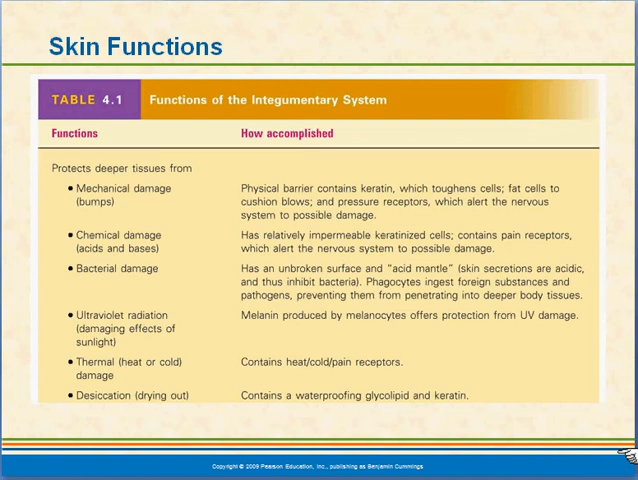 Skin Functions
TABLE 4.1 Functions of the Integumentary System
Functions How accomplished
Protects deeper tissues from
• Mechanical damage Physical barrier contains keratin, which toughens cells; fat cells to
(bumps) cushion blows; and pressure receptors, which alert the nervous
system to possible damage.
• Chemical damage Has relatively impermeable keratinized cells; contains pain receptors,
(acids and bases) which alert the nervous system to possible damage.
• Bacterial damage Has an unbroken surface and “acid mantle” (skin secretions are acidic,
and thus inhibit bacteria). Phagocytes ingest foreign substances and
pathogens, preventing them from penetrating into deeper body tissues.
• Ultraviolet radiation Melanin produced by melanocytes offers protection from UV damage.
(damaging effects of
sunlight)
• Thermal (heat or cold) Contains heat/cold/pain receptors.
damage
• Desiccation (drying out) Contains a waterproofing glycolipid and keratin.
Copyright © 2009 Pearson Education, Inc., publishing as Benjamin Cummings